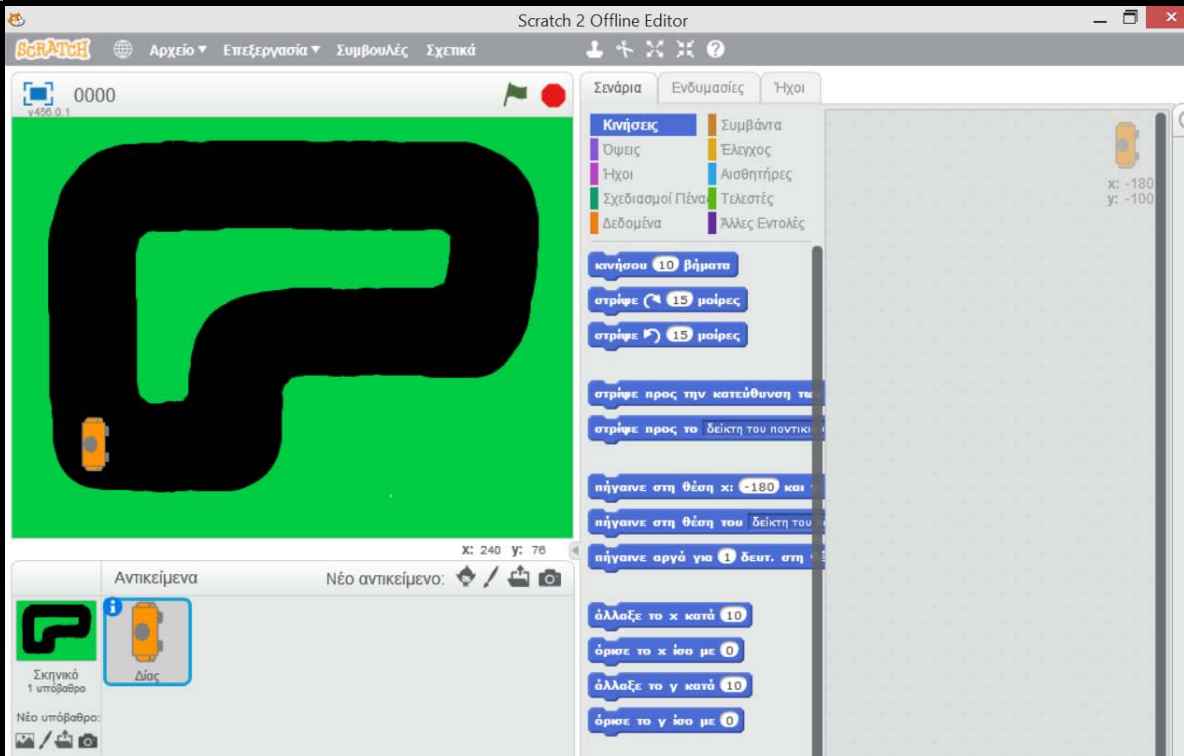 Scratch 2 Offline Editor
SCRATCH Αρχείο Επεξεργασία Συμβουλές Σχετικά
0000
v456.0.1
Σενάρια Ενδυμασίες Ήχοι
Κινήσεις Συμβάντα
Όψεις Έλεγχος
Ήχοι Αισθητήρες
Σχεδιασμοί Πένας Τελεστές
Δεδομένα Άλλες Εντολές
κινήσου 10 βήματα
στρίψε 15 μοίρες
στρίψε 15 μοίρες
στρίψε προς την κατεύθυνση των
στρίψε προς το δείκτη του ποντικι
πήγαινε στη θέση x: -180 και
πήγαινε στη θέση του δείκτη του
πήγαινε αργά για 1 δευτ. στη
άλλαξε το x κατά 10
όρισε το x ίσο με 0
άλλαξε το y κατά 10
όρισε το y ίσο με 0
x: -180
y: -100
x: 240 y: 76
Αντικείμενα Νέο αντικείμενο:
Σκηνικό
1 υπόβαθρο
Δίας
Νέο υπόβαθρο: